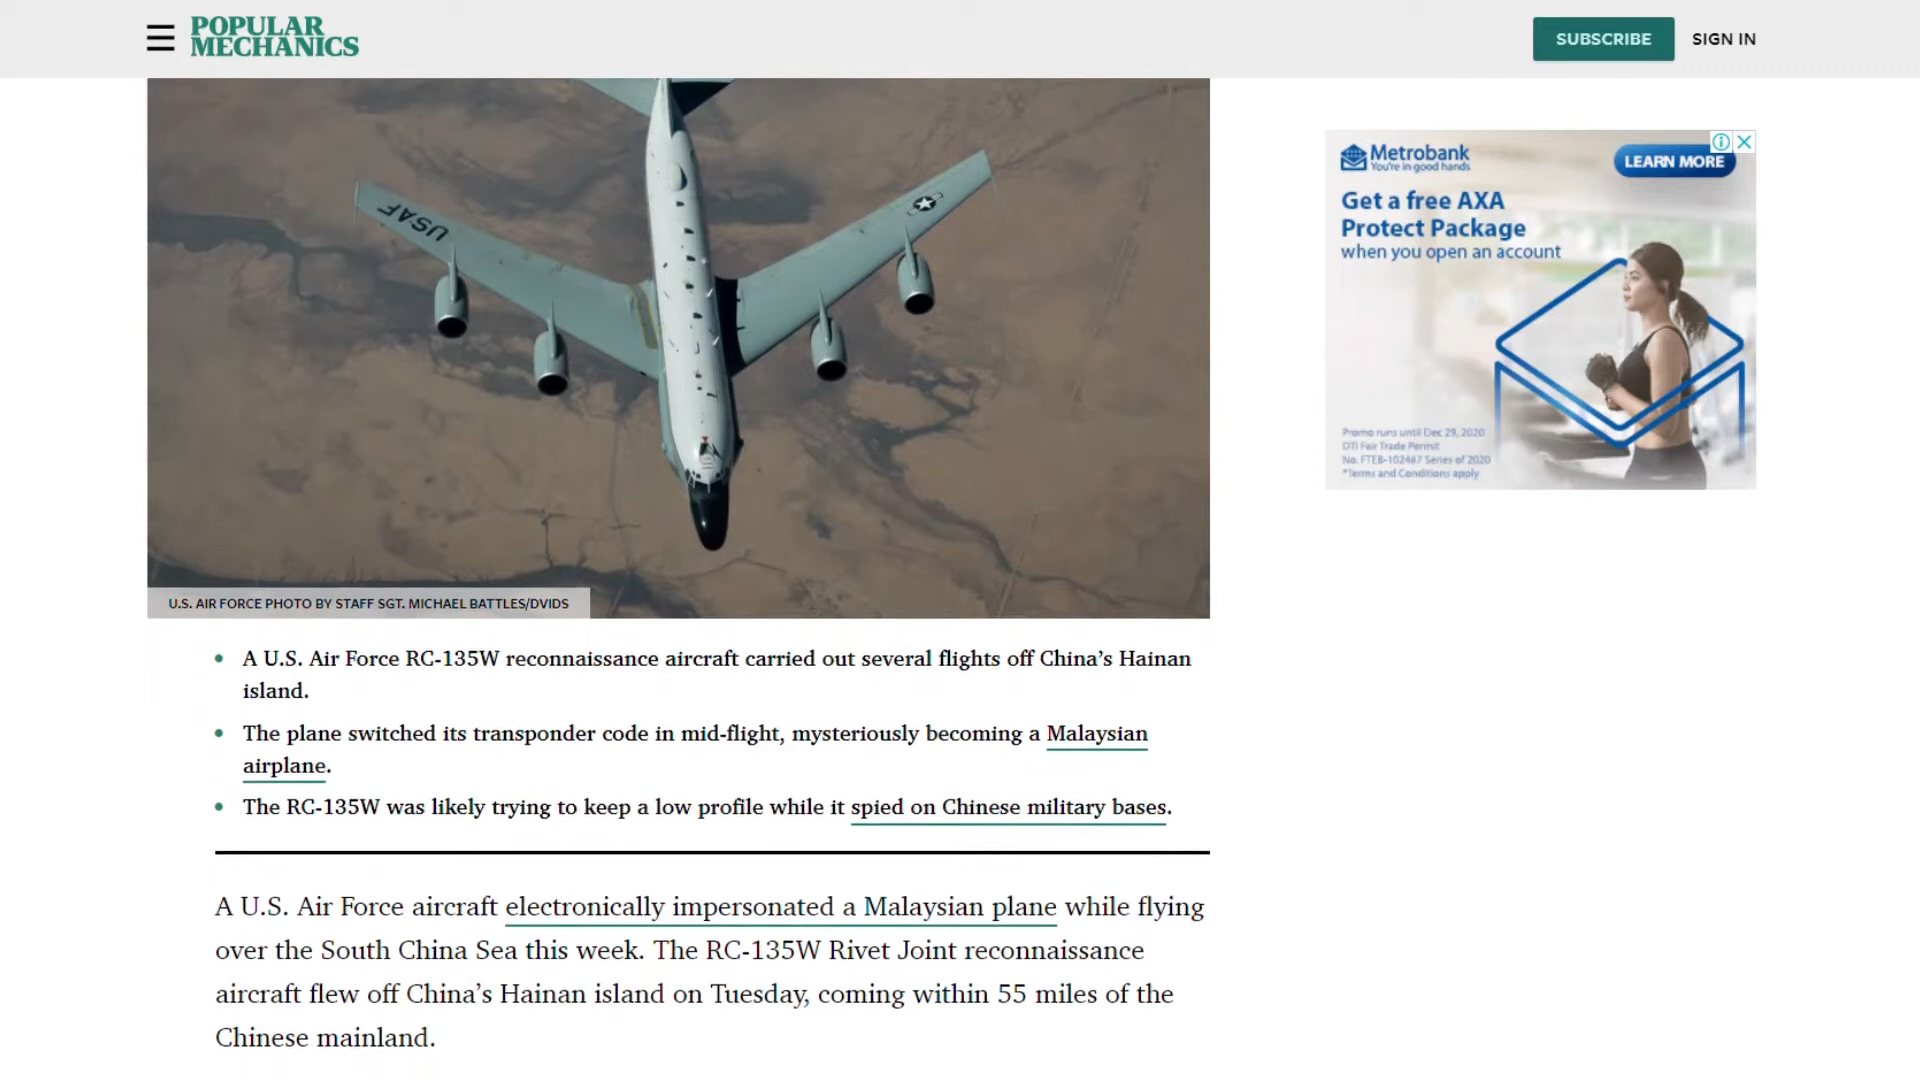 POPULAR
MECHANICS
SUBSCRIBE
SIGN IN
USAF
U.S. AIR FORCE PHOTO BY STAFF SGT. MICHAEL BATTLES/DVIDS
Metrobank
You're in good hands
LEARN MORE
Get a free AXA
Protect Package
when you open an account
Promo runs until Dec 29, 2020
DTI Fair Trade Permit
No. FTEB-102487 Series of 2020
*Terms and Conditions apply
• A U.S. Air Force RC-135W reconnaissance aircraft carried out several flights off China’s Hainan
island.
• The plane switched its transponder code in mid-flight, mysteriously becoming a Malaysian
airplane.
• The RC-135W was likely trying to keep a low profile while it spied on Chinese military bases.
A U.S. Air Force aircraft electronically impersonated a Malaysian plane while flying
over the South China Sea this week. The RC-135W Rivet Joint reconnaissance
aircraft flew off China’s Hainan island on Tuesday, coming within 55 miles of the
Chinese mainland.